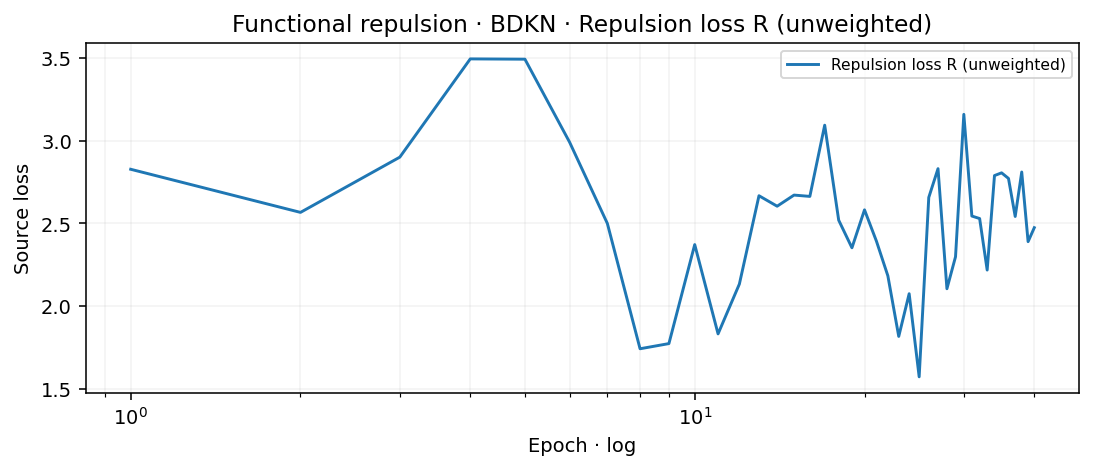 Functional repulsion · BDKN · Repulsion loss R (unweighted)
Repulsion loss R (unweighted)
3.5
3.0
2.5
2.0
1.5
Source loss
10⁰
10¹
Epoch · log